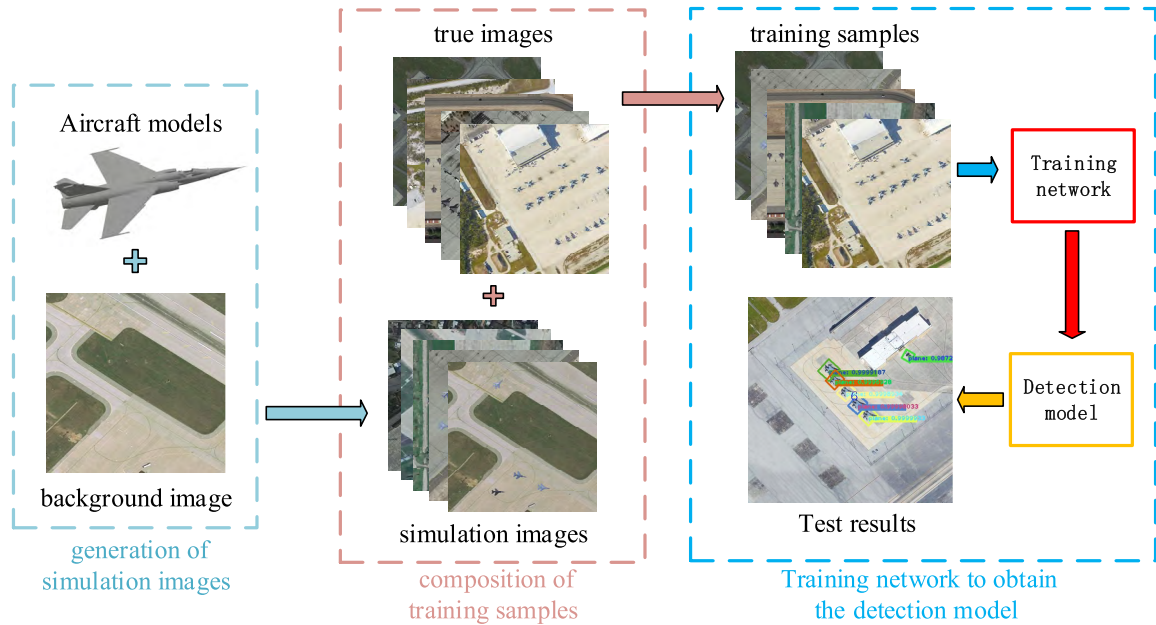 Aircraft models
background image
generation of
simulation images
true images
simulation images
composition of
training samples
training samples
Training
network
Detection
model
Test results
Training network to obtain
the detection model